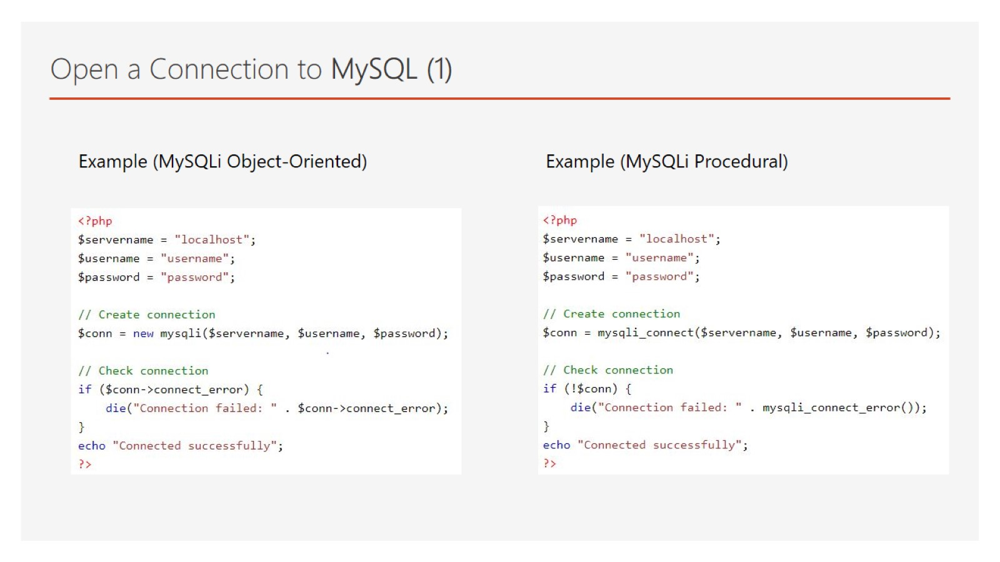 Open a Connection to MySQL (1)
Example (MySQLi Object-Oriented)
<?php
$servername = "localhost";
$username = "username";
$password = "password";
// Create connection
$conn = new mysqli($servername, $username, $password);
// Check connection
if ($conn->connect_error) {
    die("Connection failed: " . $conn->connect_error);
}
echo "Connected successfully";
?>
Example (MySQLi Procedural)
<?php
$servername = "localhost";
$username = "username";
$password = "password";
// Create connection
$conn = mysqli_connect($servername, $username, $password);
// Check connection
if (!$conn) {
    die("Connection failed: " . mysqli_connect_error());
}
echo "Connected successfully";
?>